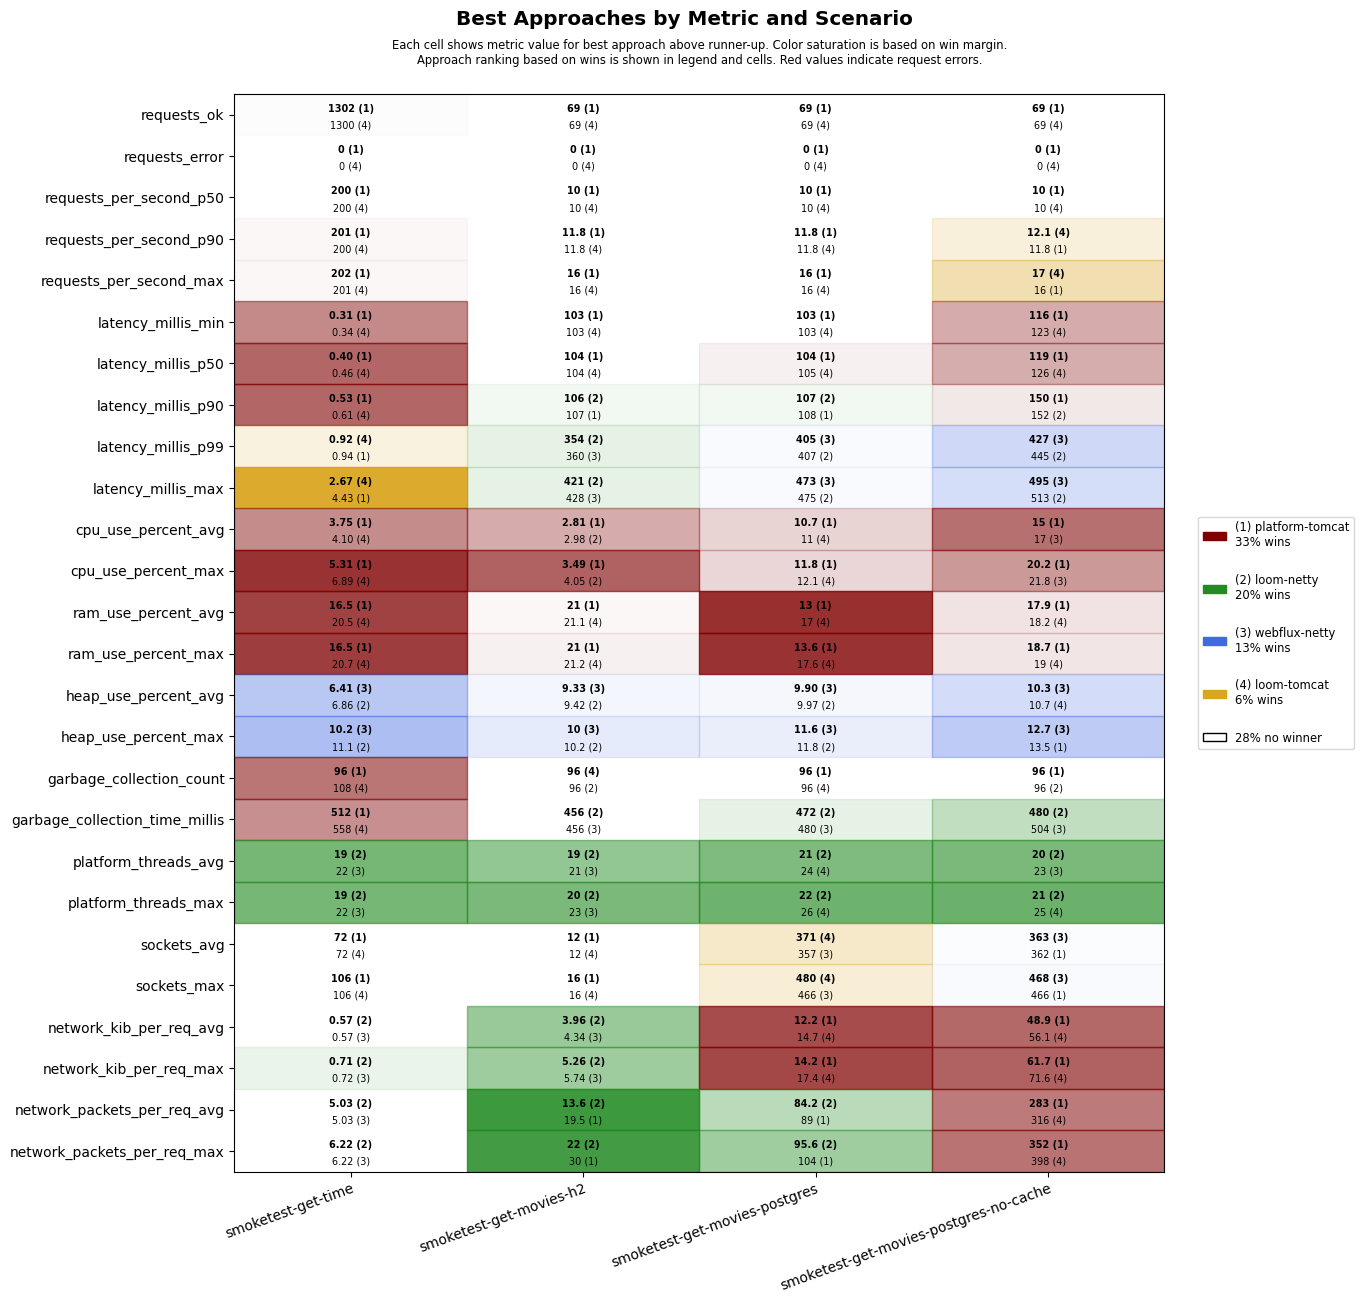 Best Approaches by Metric and Scenario
Each cell shows metric value for best approach above runner-up. Color saturation is based on win margin.
Approach ranking based on wins is shown in legend and cells. Red values indicate request errors.
requests_ok
1302 (1) 69 (1) 69 (1) 69 (1)
1300 (4) 69 (4) 69 (4) 69 (4)
requests_error
0 (1) 0 (1) 0 (1) 0 (1)
0 (4) 0 (4) 0 (4) 0 (4)
requests_per_second_p50
200 (1) 10 (1) 10 (1) 10 (1)
200 (4) 10 (4) 10 (4) 10 (4)
requests_per_second_p90
201 (1) 11.8 (1) 11.8 (1) 12.1 (4)
200 (4) 11.8 (4) 11.8 (4) 11.8 (1)
requests_per_second_max
202 (1) 16 (1) 16 (1) 17 (4)
201 (4) 16 (4) 16 (4) 16 (1)
latency_millis_min
0.31 (1) 103 (1) 103 (1) 116 (1)
0.34 (4) 103 (4) 103 (4) 123 (4)
latency_millis_p50
0.40 (1) 104 (1) 104 (1) 119 (1)
0.46 (4) 104 (4) 105 (4) 126 (4)
latency_millis_p90
0.53 (1) 106 (2) 107 (2) 150 (1)
0.61 (4) 107 (1) 108 (1) 152 (2)
latency_millis_p99
0.92 (4) 354 (2) 405 (3) 427 (3)
0.94 (1) 360 (3) 407 (2) 445 (2)
latency_millis_max
2.67 (4) 421 (2) 473 (3) 495 (3)
4.43 (1) 428 (3) 475 (2) 513 (2)
cpu_use_percent_avg
3.75 (1) 2.81 (1) 10.7 (1) 15 (1)
4.10 (4) 2.98 (2) 11 (4) 17 (3)
cpu_use_percent_max
5.31 (1) 3.49 (1) 11.8 (1) 20.2 (1)
6.89 (4) 4.05 (2) 12.1 (4) 21.8 (3)
ram_use_percent_avg
16.5 (1) 21 (1) 13 (1) 17.9 (1)
20.5 (4) 21.1 (4) 17 (4) 18.2 (4)
ram_use_percent_max
16.5 (1) 21 (1) 13.6 (1) 18.7 (1)
20.7 (4) 21.2 (4) 17.6 (4) 19 (4)
heap_use_percent_avg
6.41 (3) 9.33 (3) 9.90 (3) 10.3 (3)
6.86 (2) 9.42 (2) 9.97 (2) 10.7 (4)
heap_use_percent_max
10.2 (3) 10 (3) 11.6 (3) 12.7 (3)
11.1 (2) 10.2 (2) 11.8 (2) 13.5 (1)
garbage_collection_count
96 (1) 96 (4) 96 (1) 96 (1)
108 (4) 96 (2) 96 (4) 96 (2)
garbage_collection_time_millis
512 (1) 456 (2) 472 (2) 480 (2)
558 (4) 456 (3) 480 (3) 504 (3)
platform_threads_avg
19 (2) 19 (2) 21 (2) 20 (2)
22 (3) 21 (3) 24 (4) 23 (3)
platform_threads_max
19 (2) 20 (2) 22 (2) 21 (2)
22 (3) 23 (3) 26 (4) 25 (4)
sockets_avg
72 (1) 12 (1) 371 (4) 363 (3)
72 (4) 12 (4) 357 (3) 362 (1)
sockets_max
106 (1) 16 (1) 480 (4) 468 (3)
106 (4) 16 (4) 466 (3) 466 (1)
network_kib_per_req_avg
0.57 (2) 3.96 (2) 12.2 (1) 48.9 (1)
0.57 (3) 4.34 (3) 14.7 (4) 56.1 (4)
network_kib_per_req_max
0.71 (2) 5.26 (2) 14.2 (1) 61.7 (1)
0.72 (3) 5.74 (3) 17.4 (4) 71.6 (4)
network_packets_per_req_avg
5.03 (2) 13.6 (2) 84.2 (2) 283 (1)
5.03 (3) 19.5 (1) 89 (1) 316 (4)
network_packets_per_req_max
6.22 (2) 22 (2) 95.6 (2) 352 (1)
6.22 (3) 30 (1) 104 (1) 398 (4)
smoketest-get-time
smoketest-get-movies-h2
smoketest-get-movies-postgres
smoketest-get-movies-postgres-no-cache
(1) platform-tomcat
33% wins
(2) loom-netty
20% wins
(3) webflux-netty
13% wins
(4) loom-tomcat
6% wins
28% no winner